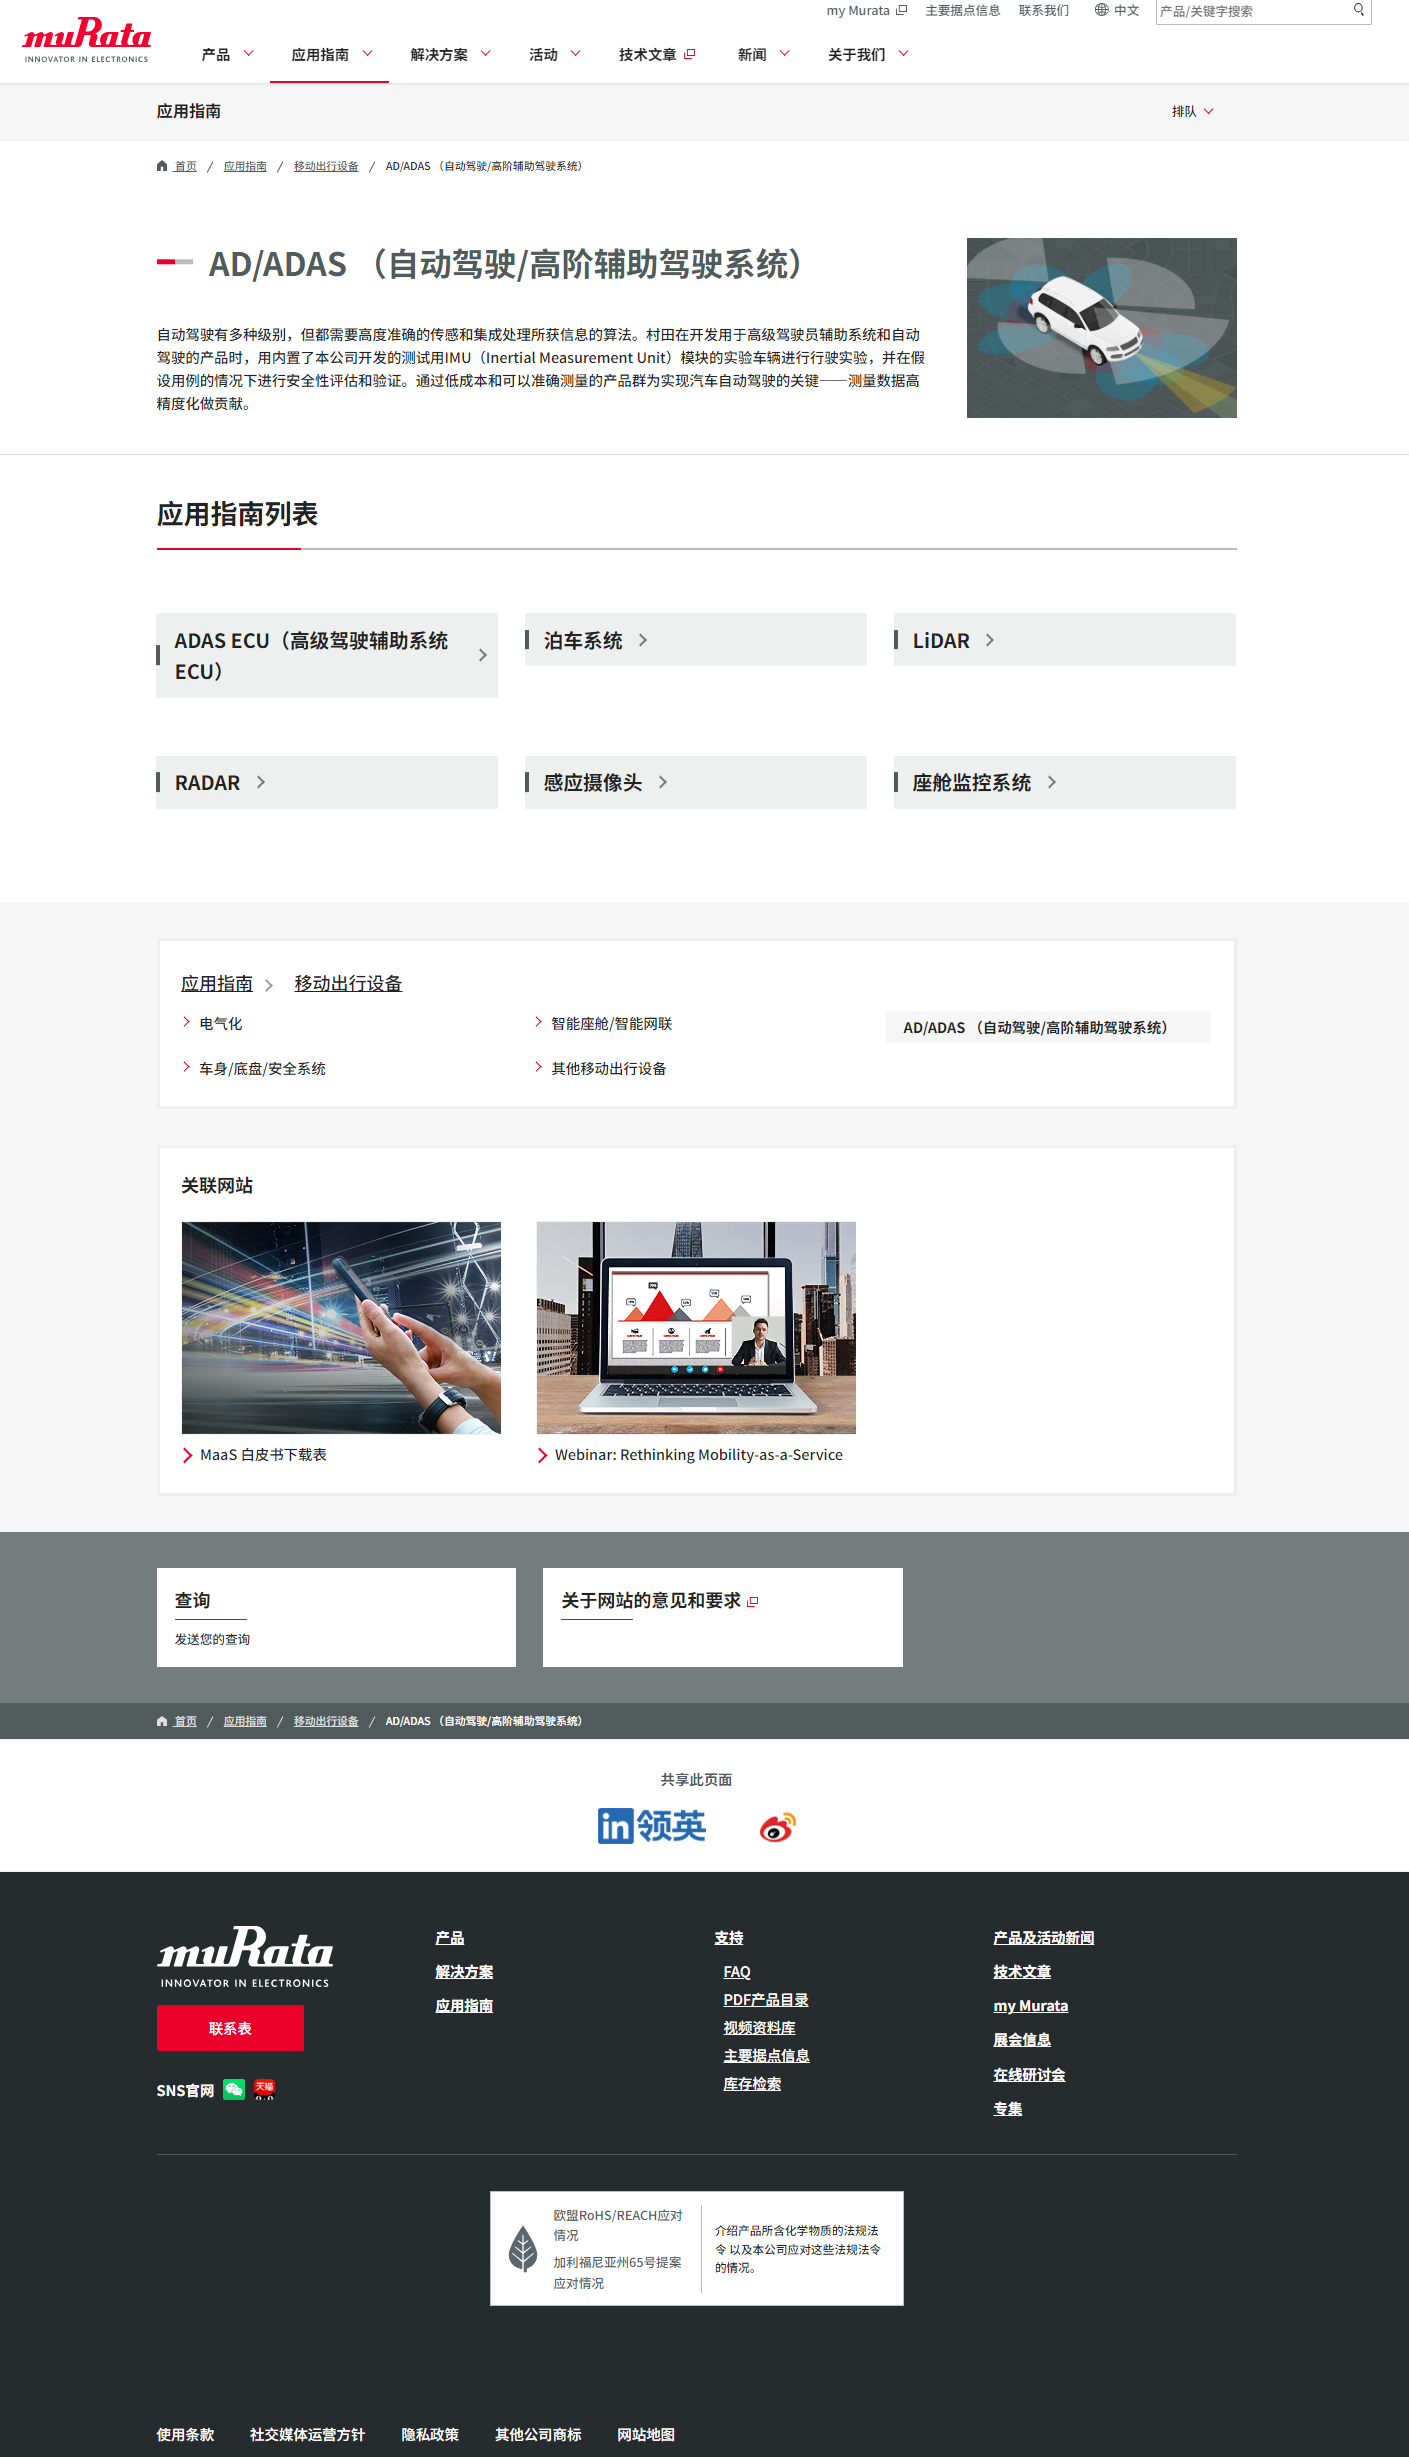 my Murata 主要据点信息 联系我们 中文 产品/关键字搜索
muRata
INNOVATOR IN ELECTRONICS
产品 应用指南 解决方案 活动 技术文章 新闻 关于我们
应用指南 排队
首页 / 应用指南 / 移动出行设备 / AD/ADAS （自动驾驶/高阶辅助驾驶系统）
AD/ADAS （自动驾驶/高阶辅助驾驶系统）
自动驾驶有多种级别，但都需要高度准确的传感和集成处理所获信息的算法。村田在开发用于高级驾驶员辅助系统和自动
驾驶的产品时，用内置了本公司开发的测试用IMU（Inertial Measurement Unit）模块的实验车辆进行行驶实验，并在假
设用例的情况下进行安全性评估和验证。通过低成本和可以准确测量的产品群为实现汽车自动驾驶的关键——测量数据高
精度化做贡献。
应用指南列表
ADAS ECU（高级驾驶辅助系统
ECU）
泊车系统
LiDAR
RADAR
感应摄像头
座舱监控系统
应用指南 移动出行设备
电气化 智能座舱/智能网联 AD/ADAS （自动驾驶/高阶辅助驾驶系统）
车身/底盘/安全系统 其他移动出行设备
关联网站
MaaS 白皮书下载表
Webinar: Rethinking Mobility-as-a-Service
查询
发送您的查询
关于网站的意见和要求
首页 / 应用指南 / 移动出行设备 / AD/ADAS （自动驾驶/高阶辅助驾驶系统）
共享此页面
in领英
muRata
INNOVATOR IN ELECTRONICS
联系表
SNS官网
天猫
产品
解决方案
应用指南
支持
FAQ
PDF产品目录
视频资料库
主要据点信息
库存检索
产品及活动新闻
技术文章
my Murata
展会信息
在线研讨会
专集
欧盟RoHS/REACH应对
情况
加利福尼亚州65号提案
应对情况
介绍产品所含化学物质的法规法
令 以及本公司应对这些法规法令
的情况。
使用条款 社交媒体运营方针 隐私政策 其他公司商标 网站地图